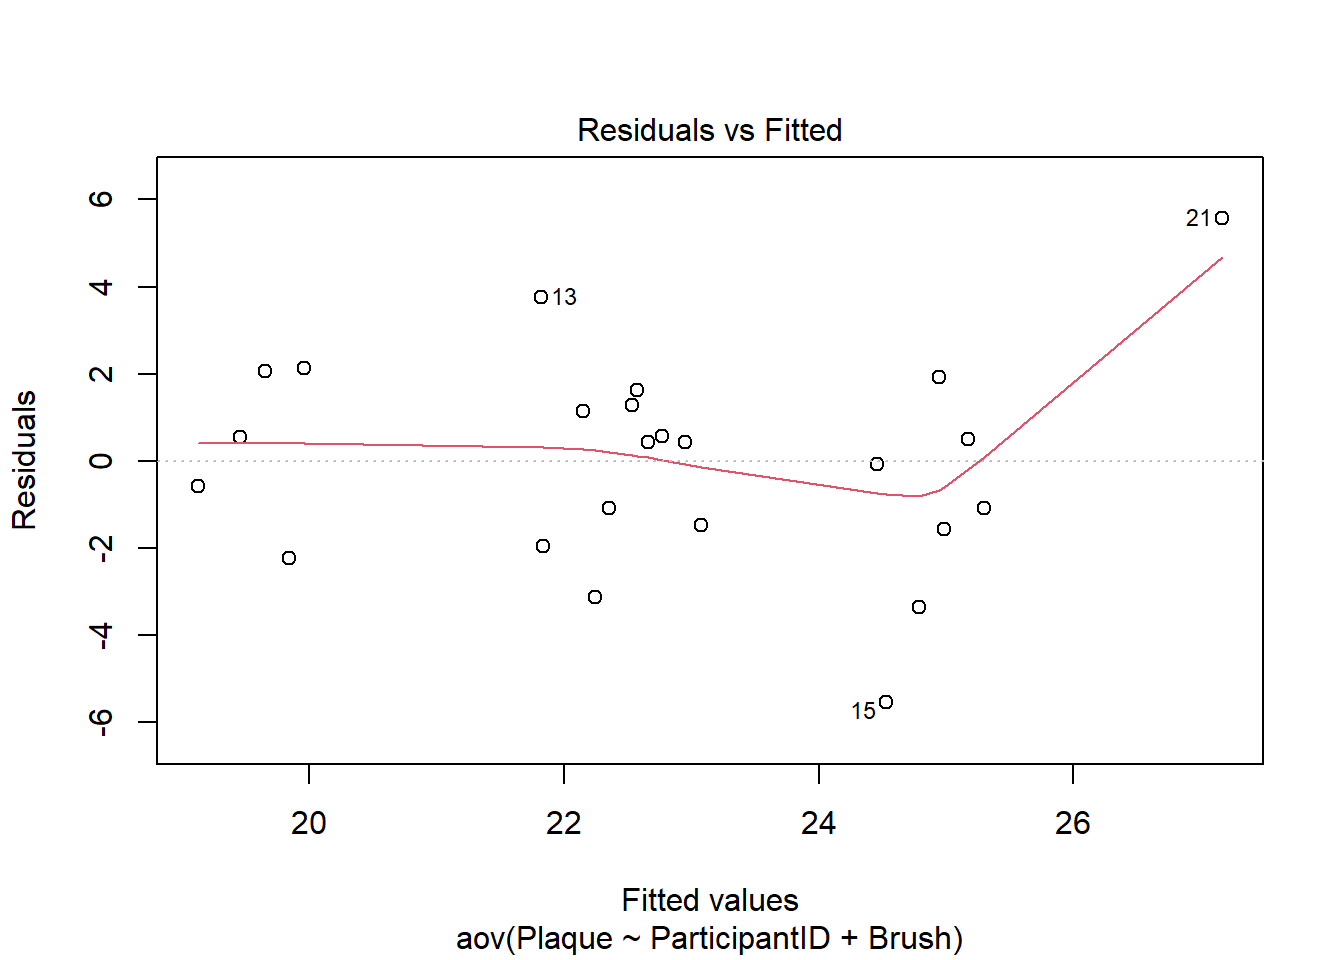 Residuals vs Fitted
Residuals
6
4
2
0
-2
-4
-6
21
13
15
20 22 24 26
Fitted values
aov(Plaque ~ ParticipantID + Brush)